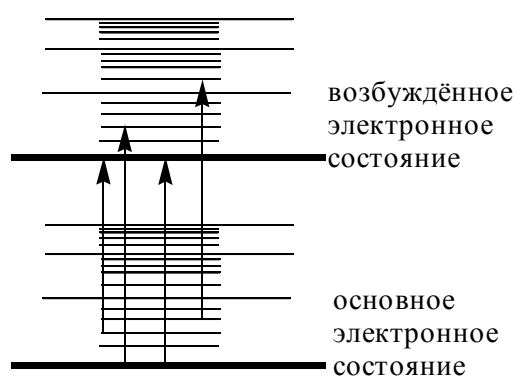 возбуждённое
электронное
состояние
основное
электронное
состояние